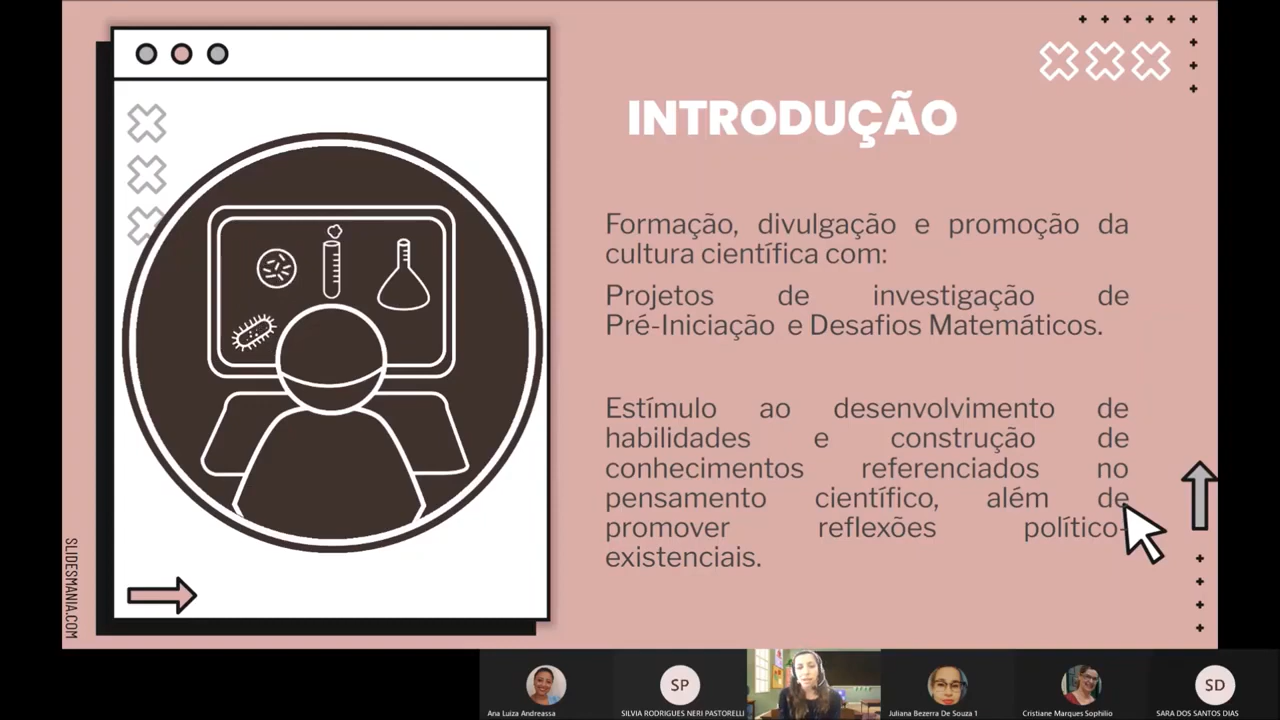 INTRODUÇÃO
Formação, divulgação e promoção da
cultura científica com:
Projetos de investigação de
Pré-Iniciação e Desafios Matemáticos.
Estímulo ao desenvolvimento de
habilidades e construção de
conhecimentos referenciados no
pensamento científico, além de
promover reflexões político-
existenciais.
SLIDESMANIA.COM
SP
SD
Ana Luiza Andreassa
SILVIA RODRIGUES NERI PASTORELLI
Juliana Bezerra De Souza 1
Cristiane Marques Sophilio
SARA DOS SANTOS DIAS